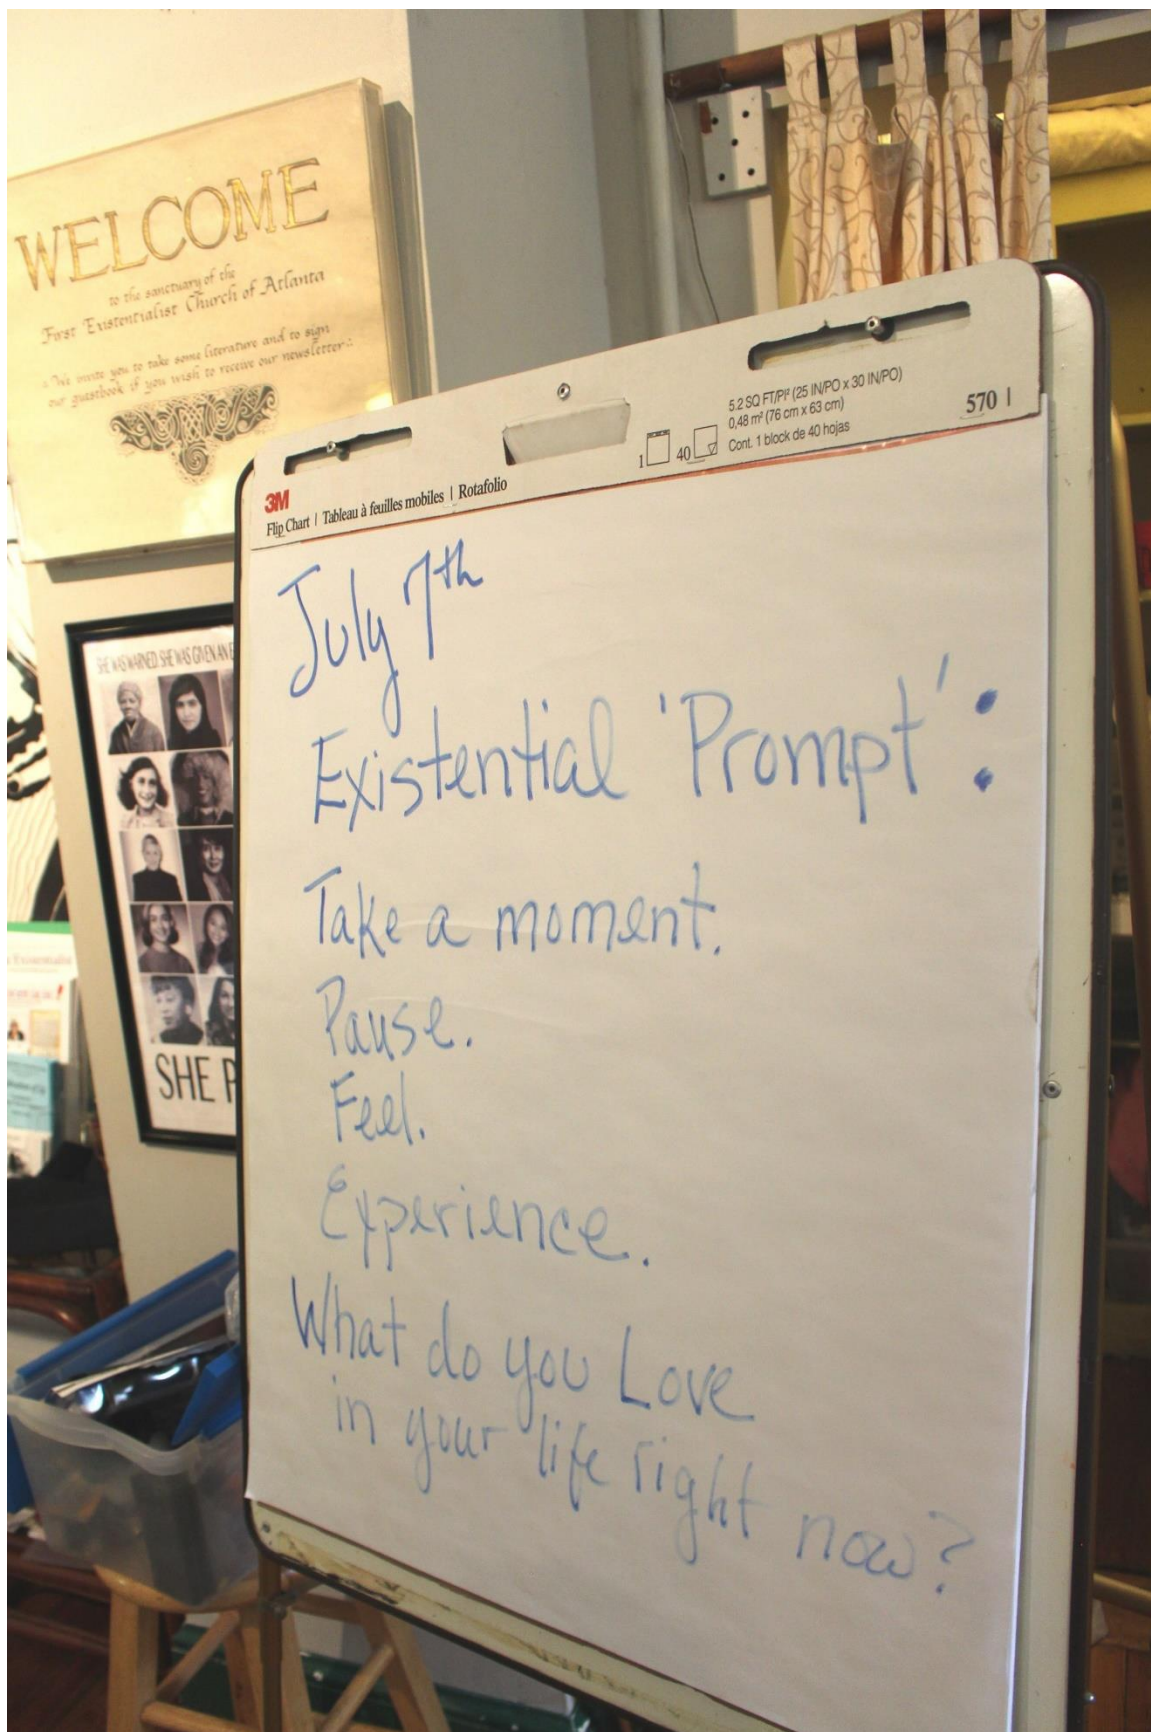 WELCOME
to the sanctuary of the
First Existentialist Church of Atlanta
We invite you to take some literature and to sign
our guestbook if you wish to receive our newsletter
3M
Flip Chart | Tableau à feuilles mobiles | Rotafolio
1
40
5.2 SQ FT/PI² (25 IN/PO x 30 IN/PO)
0,48 m² (76 cm x 63 cm)
Cont. 1 block de 40 hojas
570
SHE WAS WARNED. SHE WAS GIVEN AN E
SHE P
July 7th
Existential 'Prompt':
Take a moment.
Pause.
Feel.
Experience.
What do you Love
in your life right now?